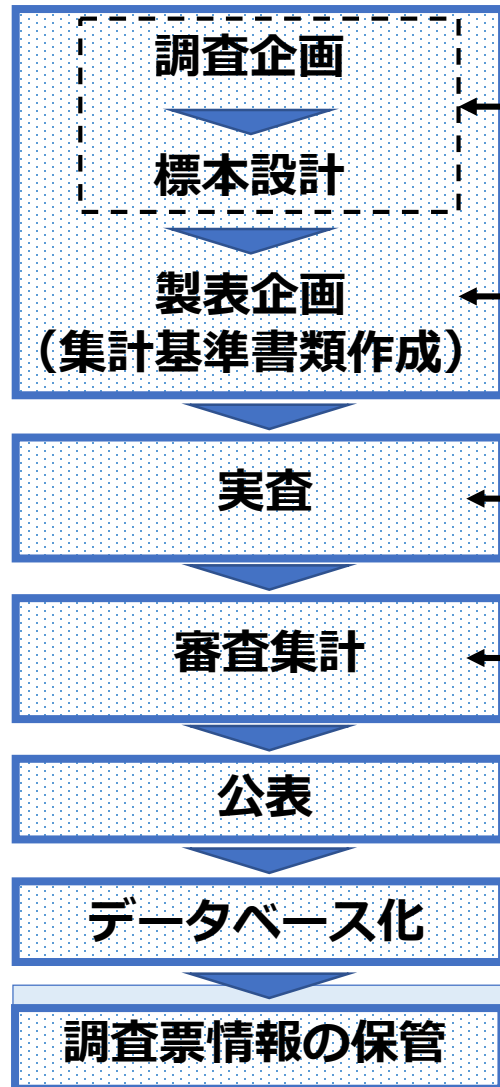 調査企画
標本設計
製表企画
（集計基準書類作成）
実査
審査集計
公表
データベース化
調査票情報の保管